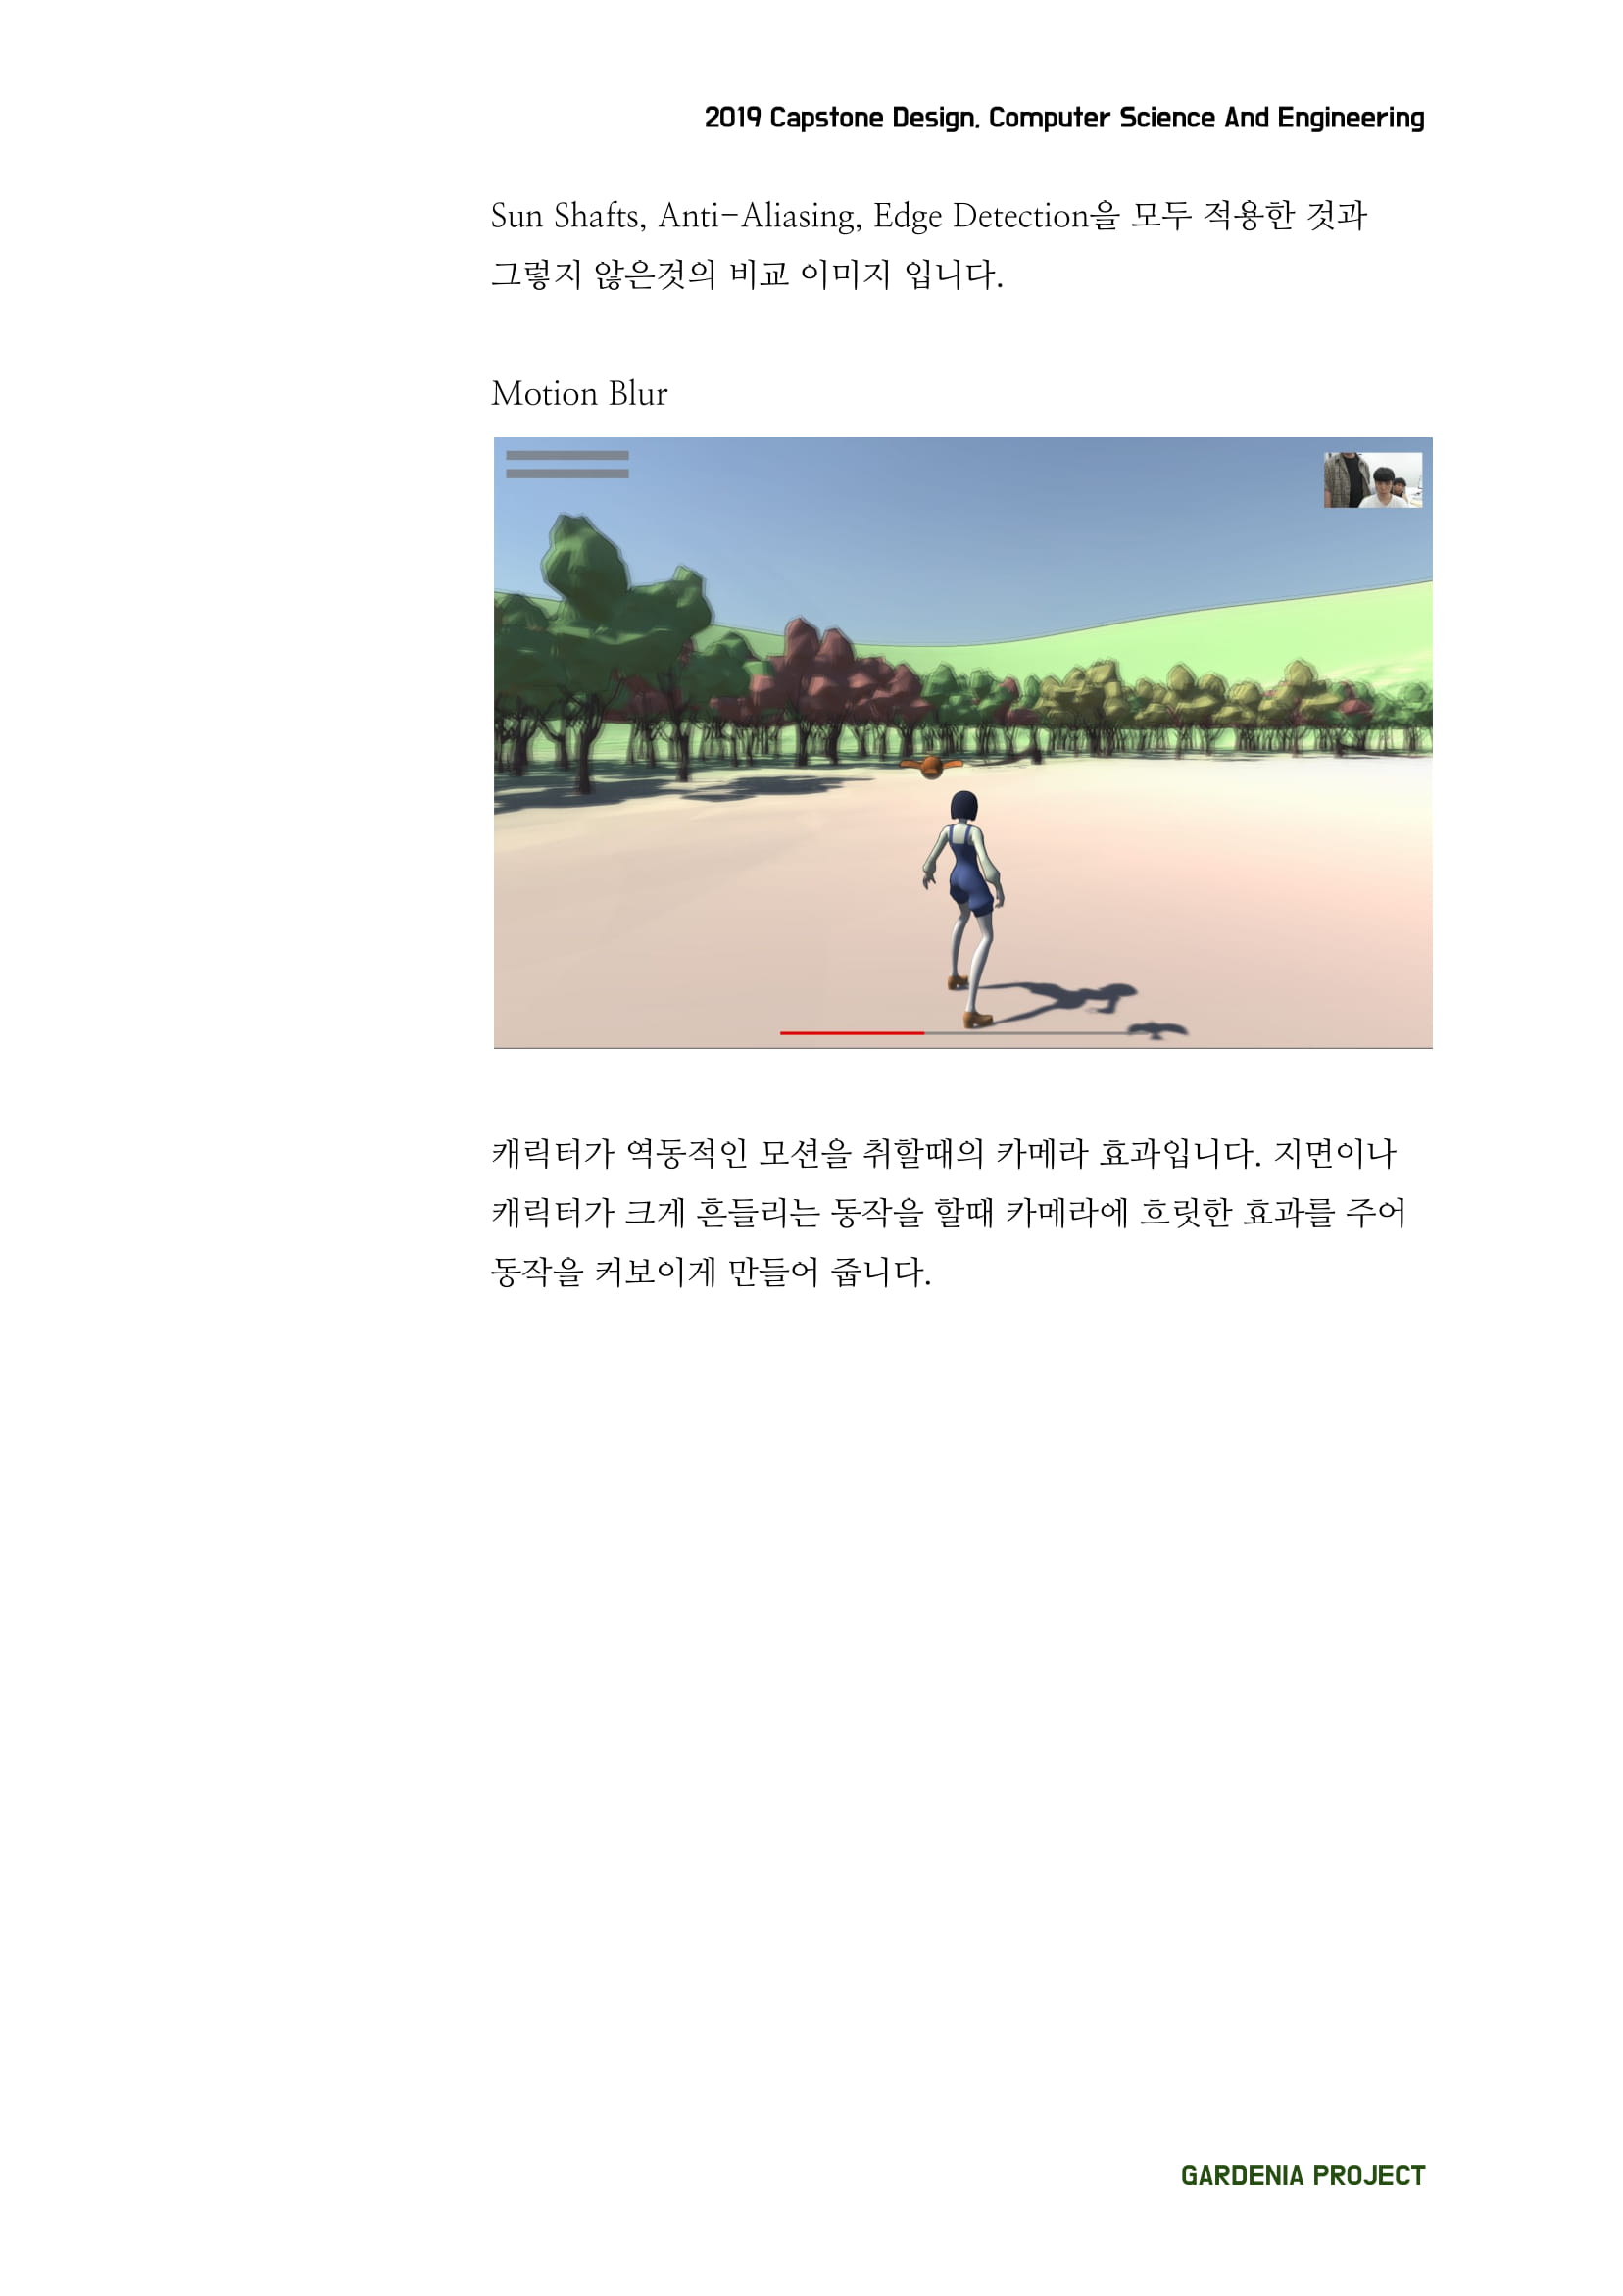 2019 Capstone Design, Computer Science And Engineering
Sun Shafts, Anti-Aliasing, Edge Detection을 모두 적용한 것과
그렇지 않은것의 비교 이미지 입니다.
Motion Blur
캐릭터가 역동적인 모션을 취할때의 카메라 효과입니다. 지면이나
캐릭터가 크게 흔들리는 동작을 할때 카메라에 흐릿한 효과를 주어
동작을 커보이게 만들어 줍니다.
GARDENIA PROJECT